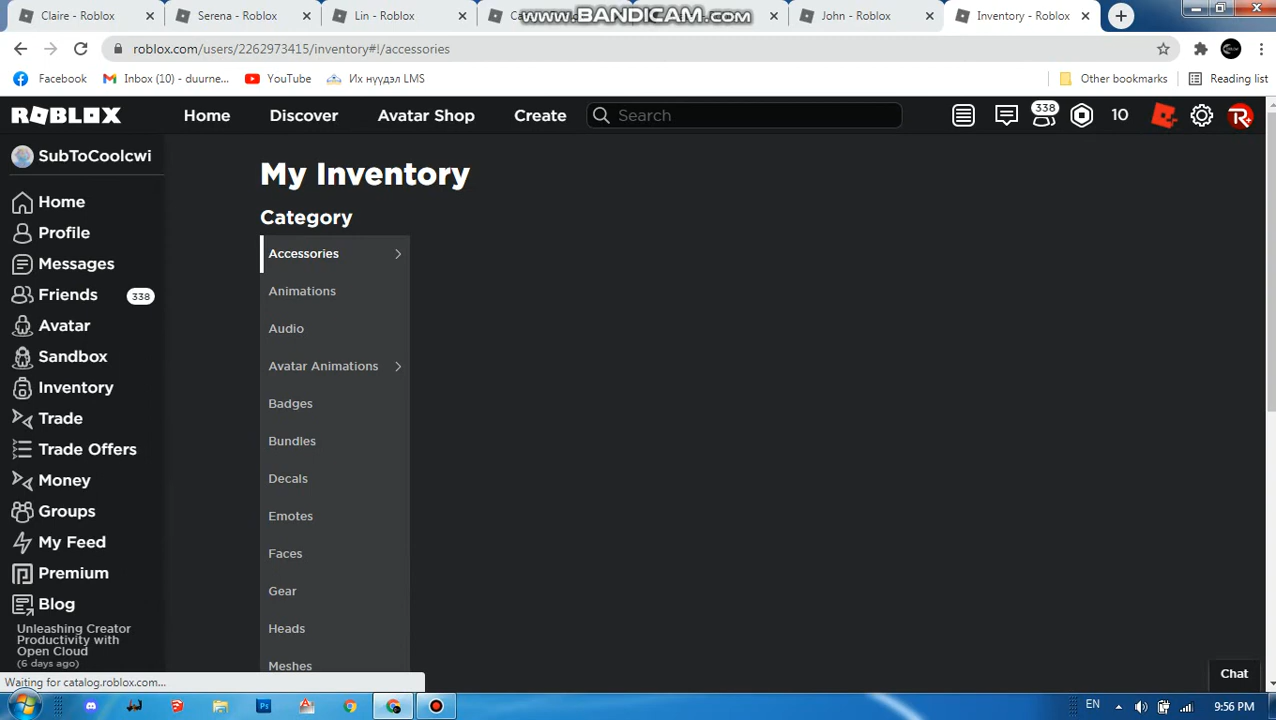 Claire - Roblox
Serena - Roblox
Lin - Roblox
www.BANDICAM.com
John - Roblox
Inventory - Roblox
roblox.com/users/2262973415/inventory#!/accessories
Facebook
Inbox (10) - duurne...
YouTube
Их нүүдэл LMS
Other bookmarks
Reading list
ROBLOX
Home
Discover
Avatar Shop
Create
Search
338
10
SubToCoolcwi
Home
Profile
Messages
Friends
338
Avatar
Sandbox
Inventory
Trade
Trade Offers
Money
Groups
My Feed
Premium
Blog
Unleashing Creator
Productivity with
Open Cloud
(6 days ago)
My Inventory
Category
Accessories
Animations
Audio
Avatar Animations
Badges
Bundles
Decals
Emotes
Faces
Gear
Heads
Meshes
Waiting for catalog.roblox.com...
Chat
EN
9:56 PM